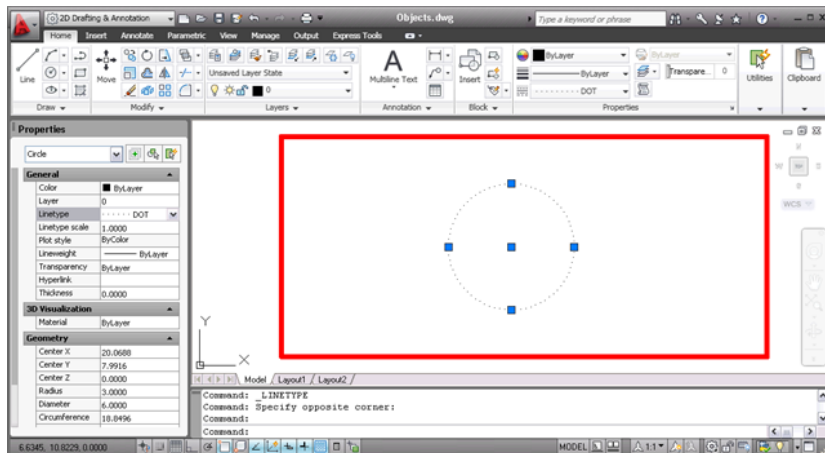 2D Drafting & Annotation
Objects.dwg
Type a keyword or phrase
Home Insert Annotate Parametric View Manage Output Express Tools
Line
Move
Unsaved Layer State
0
Multiline Text
Insert
ByLayer
ByLayer
ByLayer
Transpare... 0
DOT
Utilities
Clipboard
Draw Modify Layers Annotation Block Properties
Properties
Circle
General
Color ByLayer
Layer 0
Linetype DOT
Linetype scale 1.0000
Plot style ByColor
Lineweight ByLayer
Transparency ByLayer
Hyperlink
Thickness 0.0000
3D Visualization
Material ByLayer
Geometry
Center X 20.0688
Center Y 7.9916
Center Z 0.0000
Radius 3.0000
Diameter 6.0000
Circumference 18.8496
W S
WCS
Y
X
Model Layout1 Layout2
Command: _LINETYPE
Command: Specify opposite corner:
Command:
Command:
6.6345, 10.8229, 0.0000
MODEL
1:1